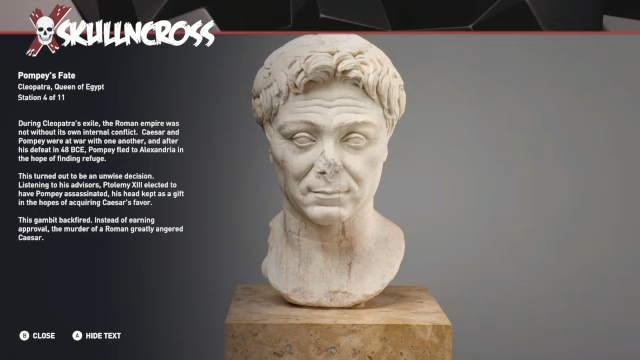 SKULLNCROSS
Pompey's Fate
Cleopatra, Queen of Egypt
Station 4 of 11
During Cleopatra's exile, the Roman empire was
not without its own internal conflict.  Caesar and
Pompey were at war with one another, and after
his defeat in 48 BCE, Pompey fled to Alexandria in
the hope of finding refuge.
This turned out to be an unwise decision.
Listening to his advisors, Ptolemy XIII elected to
have Pompey assassinated, his head kept as a gift
in the hopes of acquiring Caesar's favor.
This gambit backfired. Instead of earning
approval, the murder of a Roman greatly angered
Caesar.
B CLOSE A HIDE TEXT